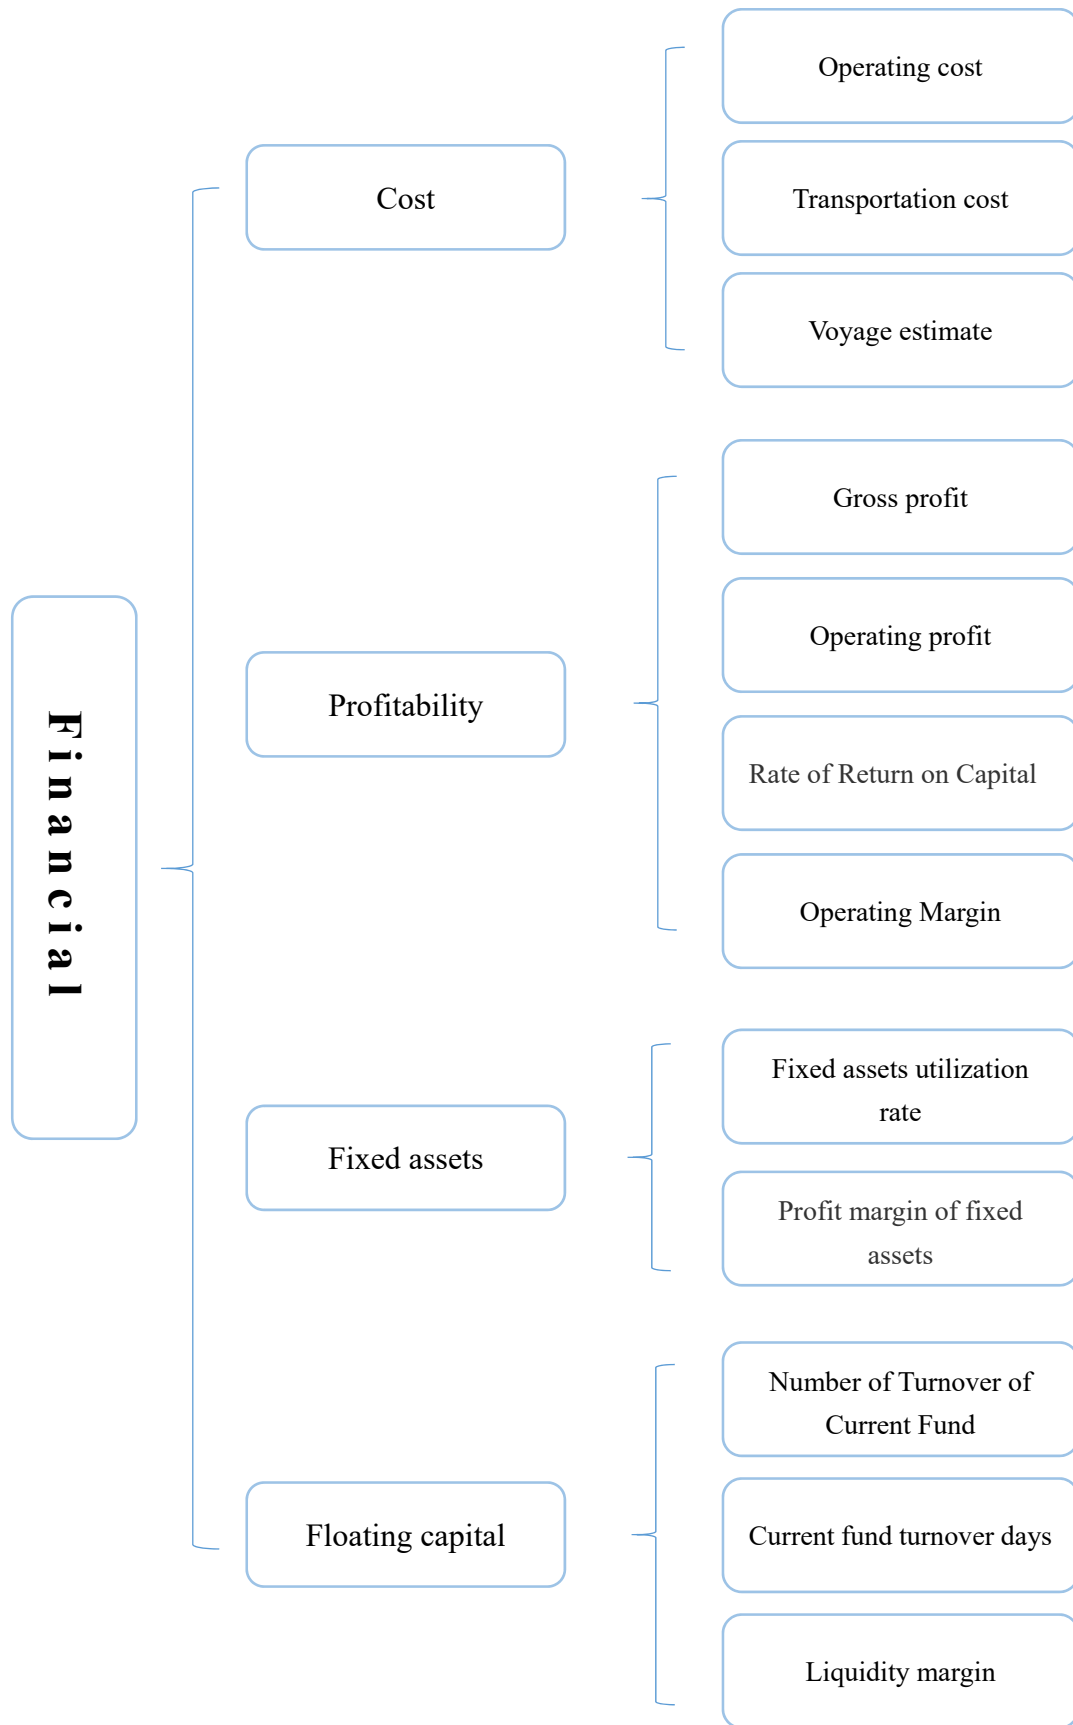 Financial
Cost
Operating cost
Transportation cost
Voyage estimate
Profitability
Gross profit
Operating profit
Rate of Return on Capital
Operating Margin
Fixed assets
Fixed assets utilization
rate
Profit margin of fixed
assets
Floating capital
Number of Turnover of
Current Fund
Current fund turnover days
Liquidity margin